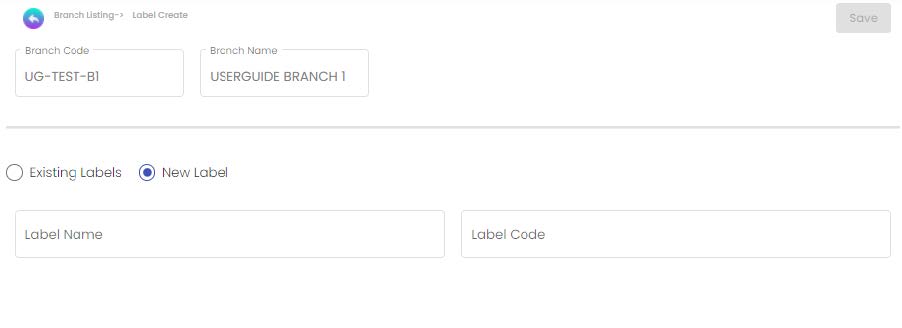 Branch Listing-> Label Create
Save
Branch Code
Branch Name
UG-TEST-B1
USERGUIDE BRANCH 1
Existing Labels
New Label
Label Name
Label Code